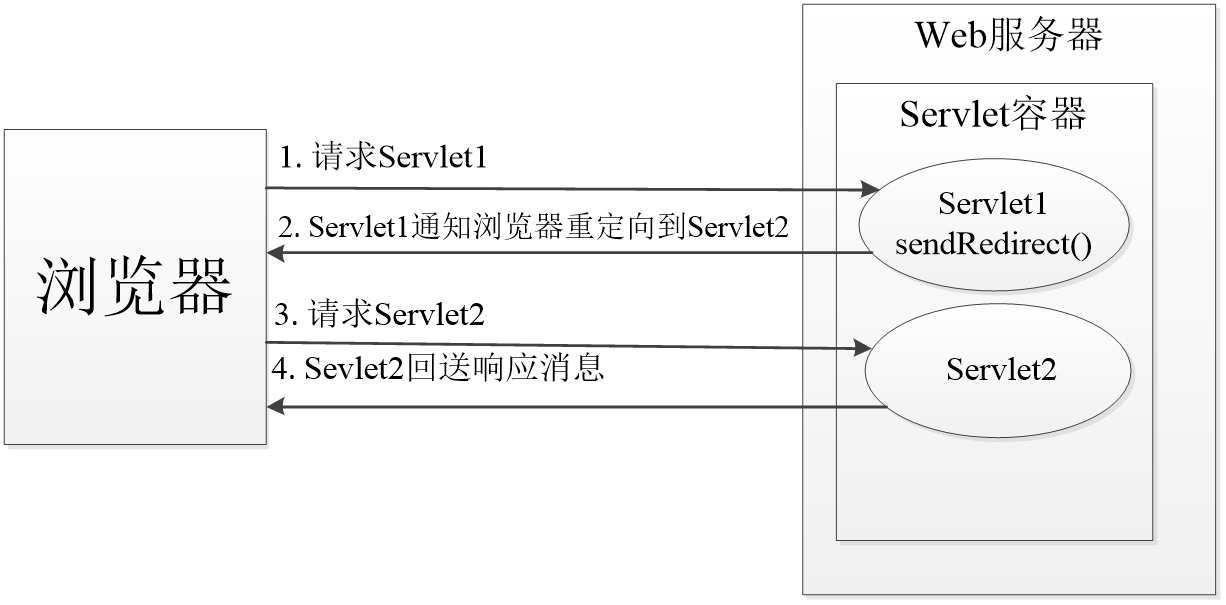 Web服务器
Servlet容器
1. 请求Servlet1
Servlet1
sendRedirect()
2. Servlet1通知浏览器重定向到Servlet2
浏览器
3. 请求Servlet2
4. Sevlet2回送响应消息
Servlet2